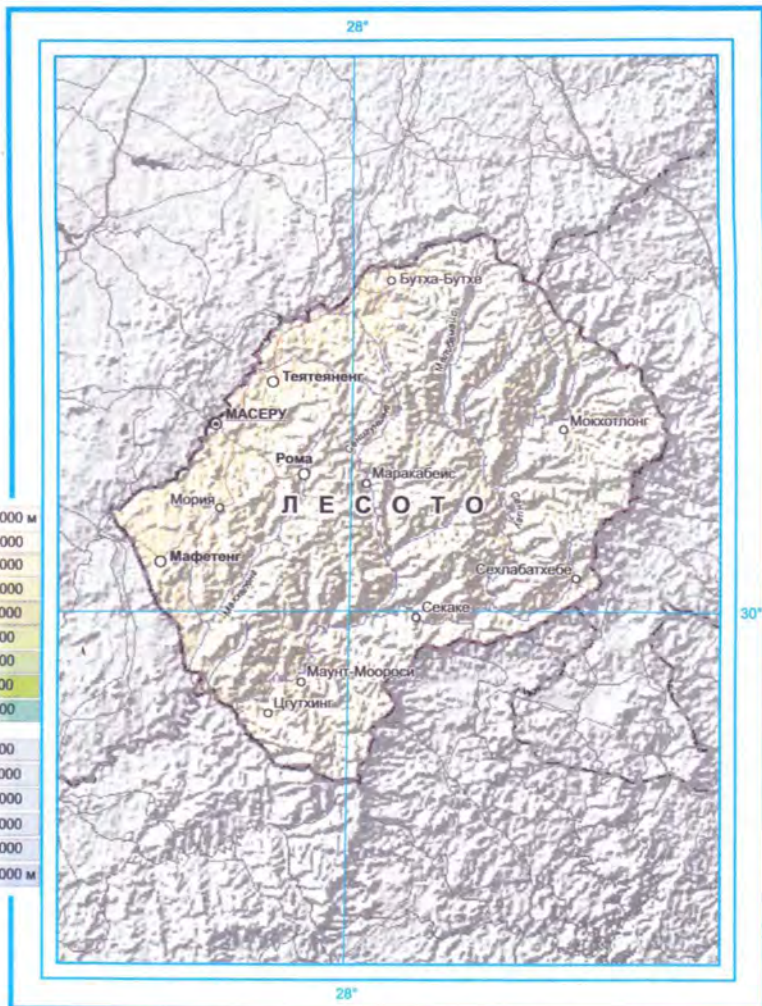 28°
Бутха-Бутхе
Теятеяненг
МАСЕРУ
Мокхотлонг
Рома
Маракабейс
Мория
ЛЕСОТО
Мафетенг
Сехлабатхебе
30°
Секаке
Маунт-Моороси
Цгутхинг
000 м
000
000
000
000
00
00
00
00
00
000
000
000
000
000 м
28°